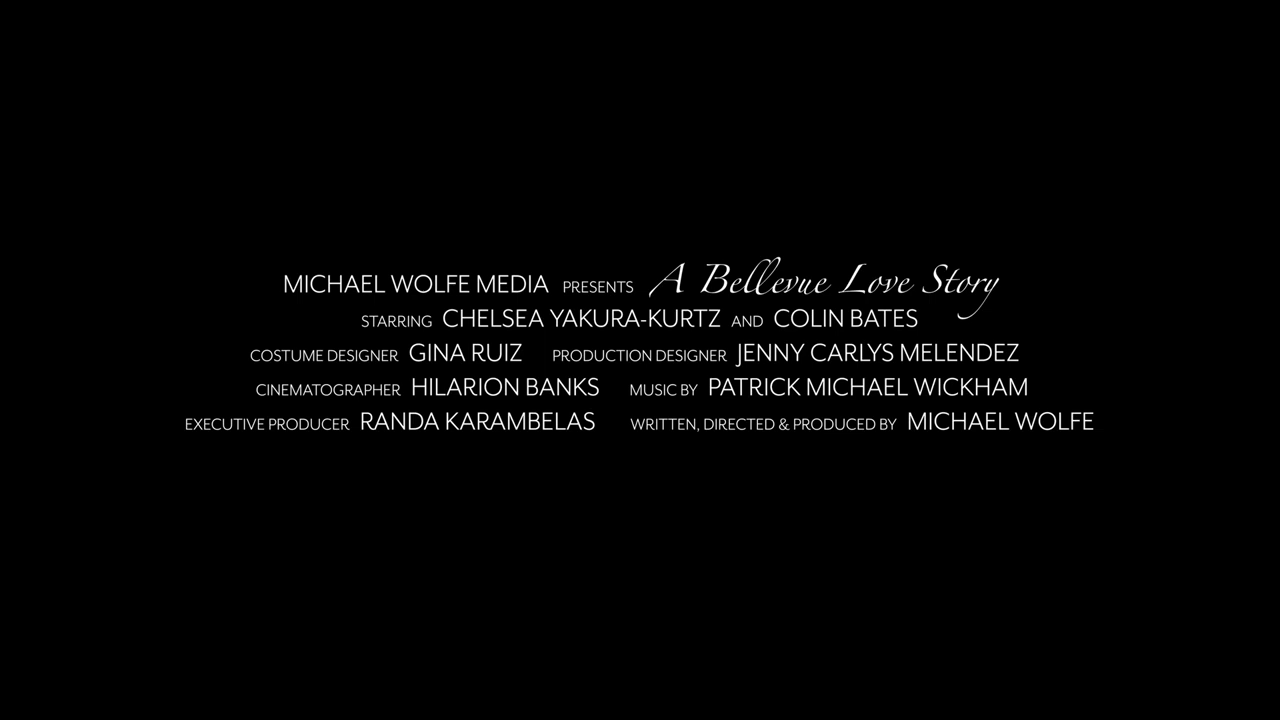 MICHAEL WOLFE MEDIA PRESENTS A Bellevue Love Story
STARRING CHELSEA YAKURA-KURTZ AND COLIN BATES
COSTUME DESIGNER GINA RUIZ PRODUCTION DESIGNER JENNY CARLYS MELENDEZ
CINEMATOGRAPHER HILARION BANKS MUSIC BY PATRICK MICHAEL WICKHAM
EXECUTIVE PRODUCER RANDA KARAMBELAS WRITTEN, DIRECTED & PRODUCED BY MICHAEL WOLFE